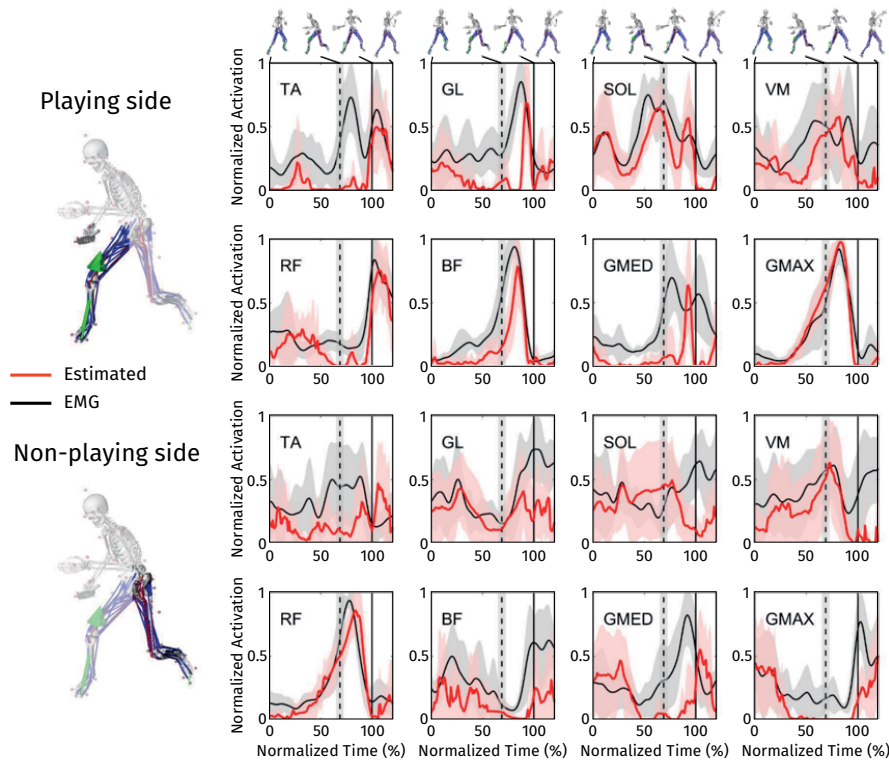 Playing side
Estimated
EMG
Non-playing side
Normalized Activation
1
0.5
0
TA
0 50 100
GL
0 50 100
SOL
0 50 100
VM
0 50 100
Normalized Activation
1
0.5
0
RF
0 50 100
BF
0 50 100
GMED
0 50 100
GMAX
0 50 100
Normalized Activation
1
0.5
0
TA
0 50 100
GL
0 50 100
SOL
0 50 100
VM
0 50 100
Normalized Activation
1
0.5
0
RF
0 50 100
Normalized Time (%)
BF
0 50 100
Normalized Time (%)
GMED
0 50 100
Normalized Time (%)
GMAX
0 50 100
Normalized Time (%)